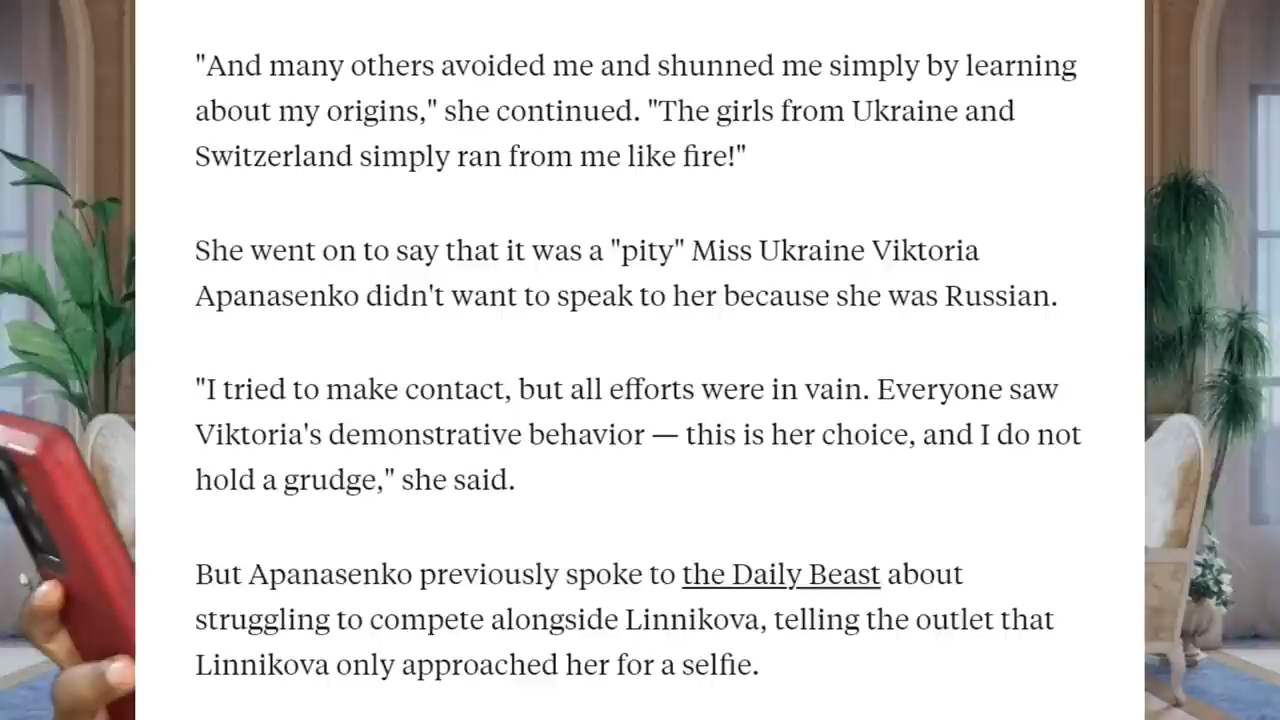 "And many others avoided me and shunned me simply by learning
about my origins," she continued. "The girls from Ukraine and
Switzerland simply ran from me like fire!"
She went on to say that it was a "pity" Miss Ukraine Viktoria
Apanasenko didn't want to speak to her because she was Russian.
"I tried to make contact, but all efforts were in vain. Everyone saw
Viktoria's demonstrative behavior — this is her choice, and I do not
hold a grudge," she said.
But Apanasenko previously spoke to the Daily Beast about
struggling to compete alongside Linnikova, telling the outlet that
Linnikova only approached her for a selfie.